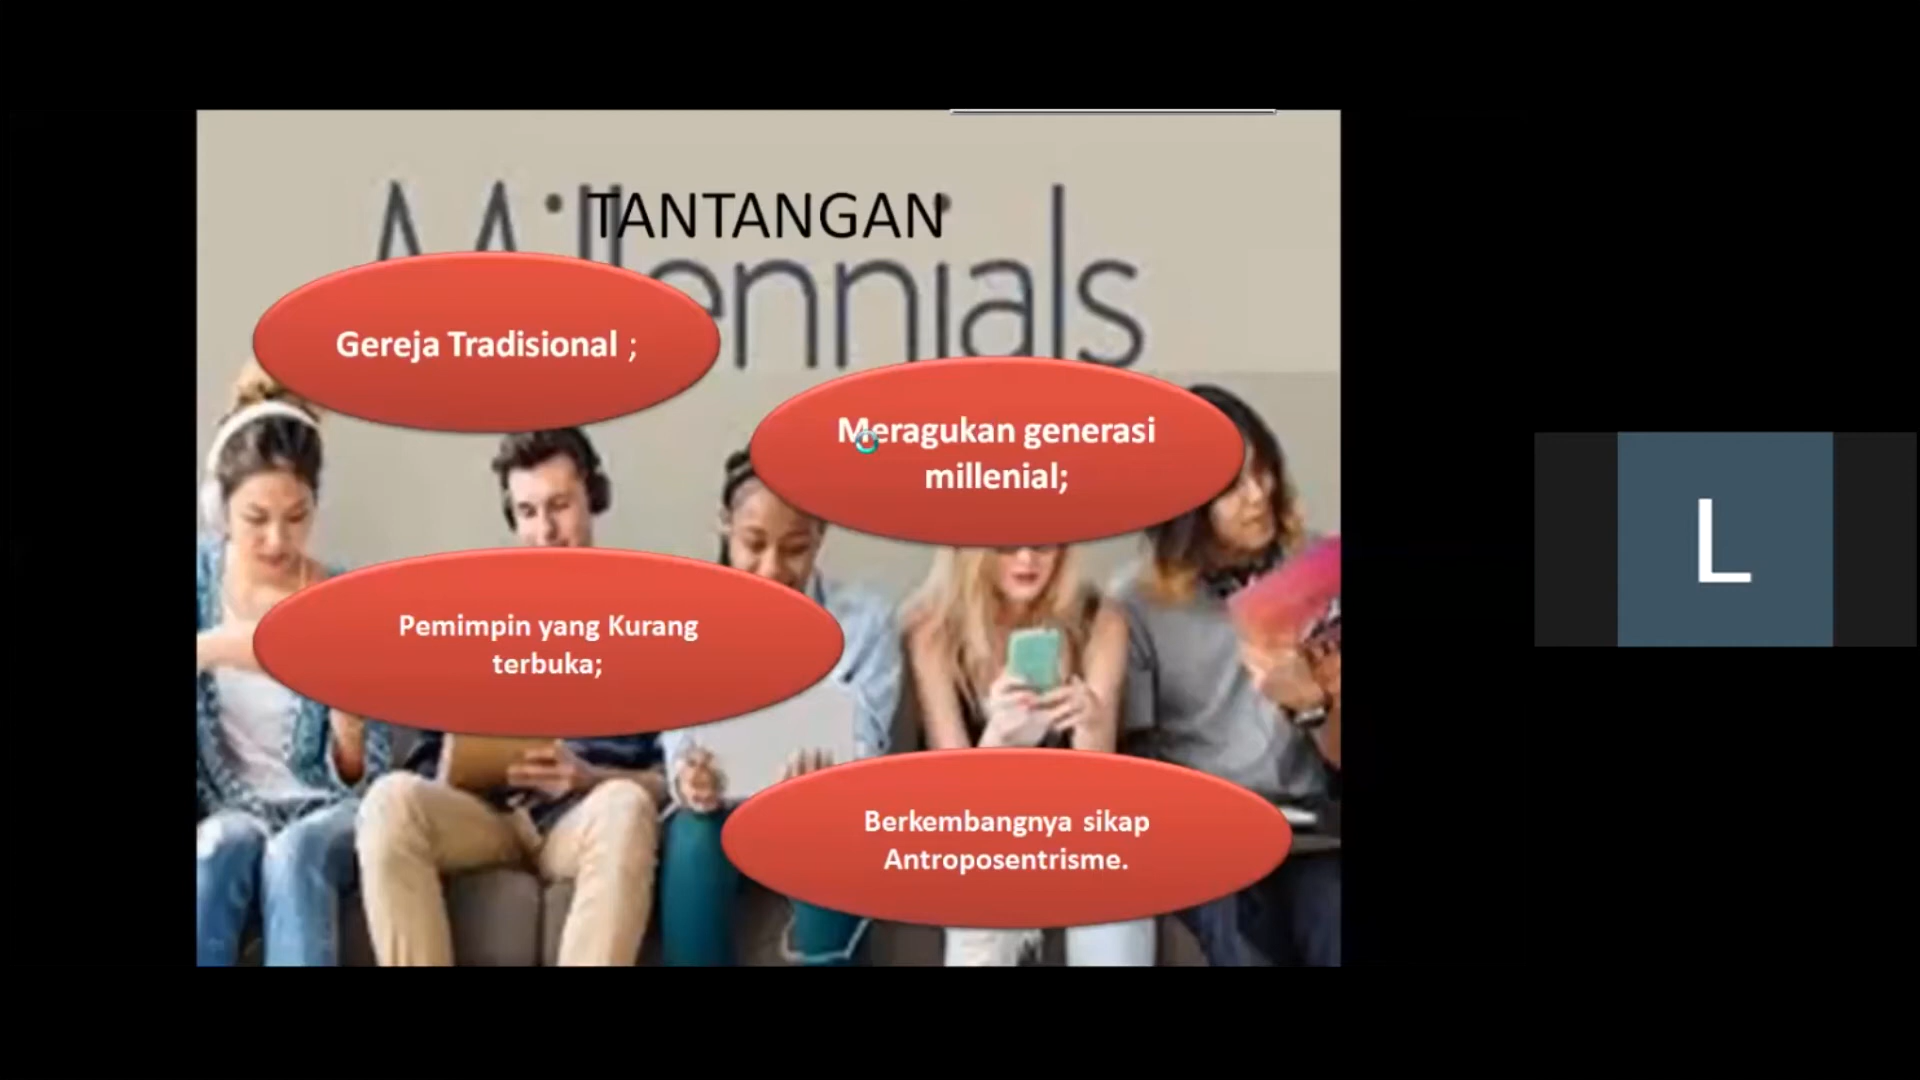 TANTANGAN
Millennials
Gereja Tradisional ;
Meragukan generasi
millenial;
Pemimpin yang Kurang
terbuka;
Berkembangnya sikap
Antroposentrisme.
L